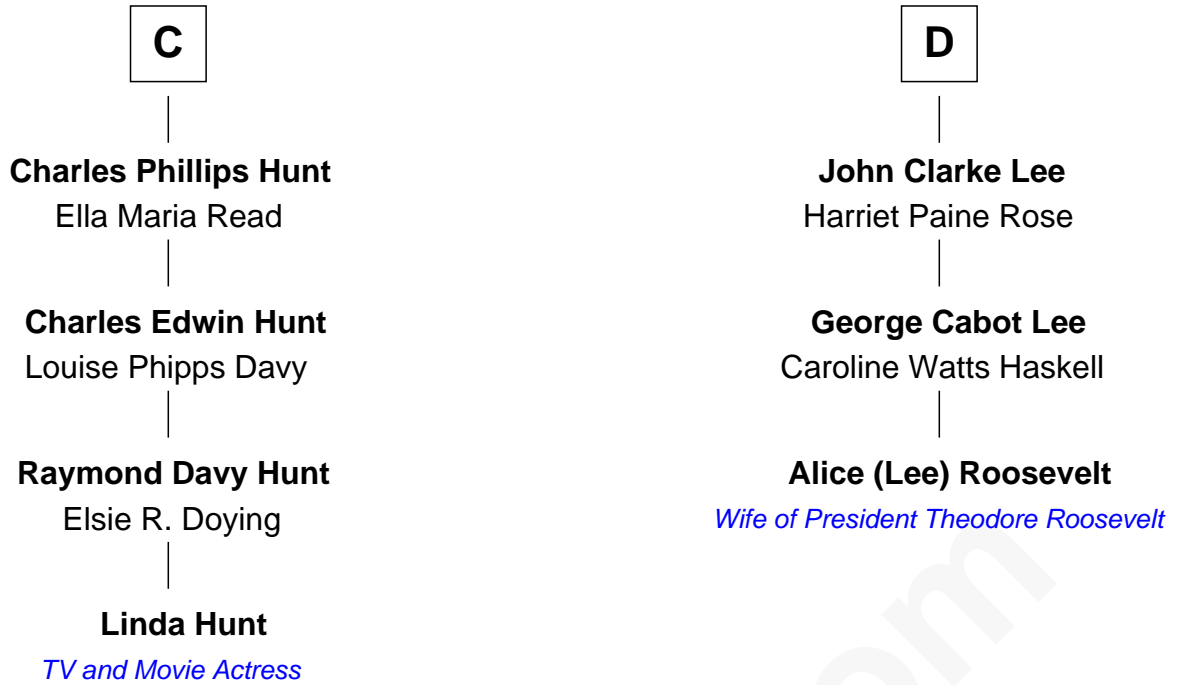 C
Charles Phillips Hunt
Ella Maria Read
Charles Edwin Hunt
Louise Phipps Davy
Raymond Davy Hunt
Elsie R. Doying
Linda Hunt
TV and Movie Actress
D
John Clarke Lee
Harriet Paine Rose
George Cabot Lee
Caroline Watts Haskell
Alice (Lee) Roosevelt
Wife of President Theodore Roosevelt
om